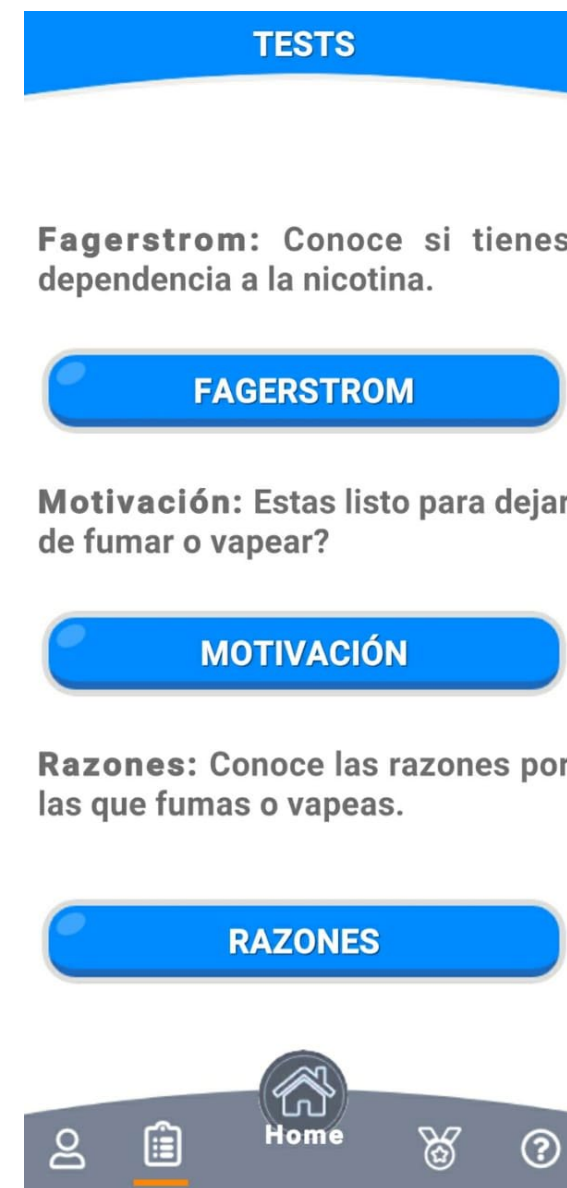 TESTS
Fagerstrom: Conoce si tienes
dependencia a la nicotina.
FAGERSTROM
Motivación: Estas listo para dejar
de fumar o vapear?
MOTIVACIÓN
Razones: Conoce las razones por
las que fumas o vapeas.
RAZONES
Home